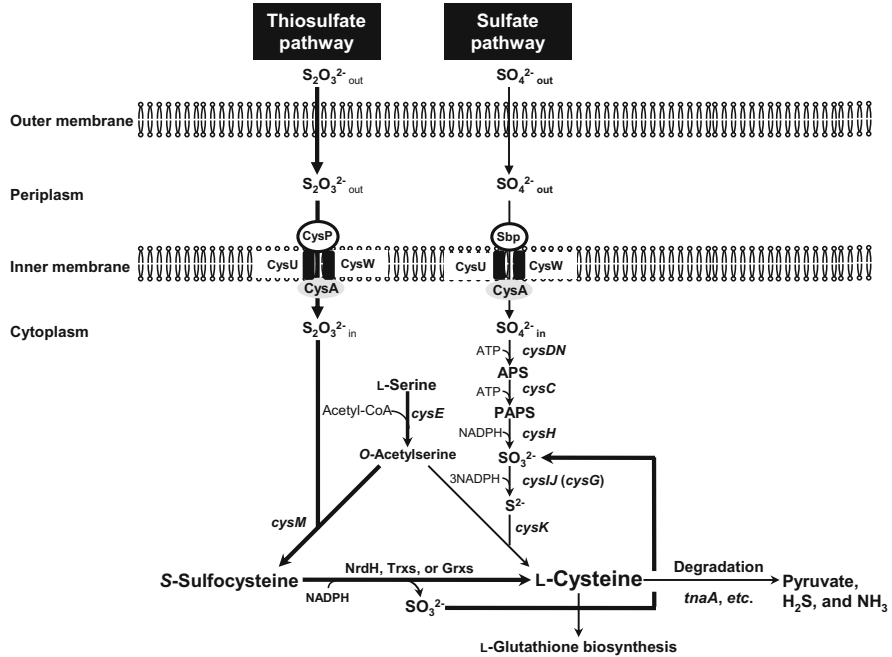 Thiosulfate
pathway
Sulfate
pathway
S₂O₃²⁻ out
SO₄²⁻ out
Outer membrane
Periplasm
S₂O₃²⁻ out
SO₄²⁻ out
CysP
Sbp
Inner membrane
CysU
CysW
CysU
CysW
CysA
CysA
Cytoplasm
S₂O₃²⁻ in
SO₄²⁻ in
ATP
cysDN
APS
ATP
cysC
PAPS
L-Serine
Acetyl-CoA
cysE
NADPH
cysH
O-Acetylserine
SO₃²⁻
3NADPH
cysIJ (cysG)
S²⁻
cysM
cysK
S-Sulfocysteine
NrdH, Trxs, or Grxs
NADPH
SO₃²⁻
L-Cysteine
Degradation
tnaA, etc.
Pyruvate,
H₂S, and NH₃
L-Glutathione biosynthesis